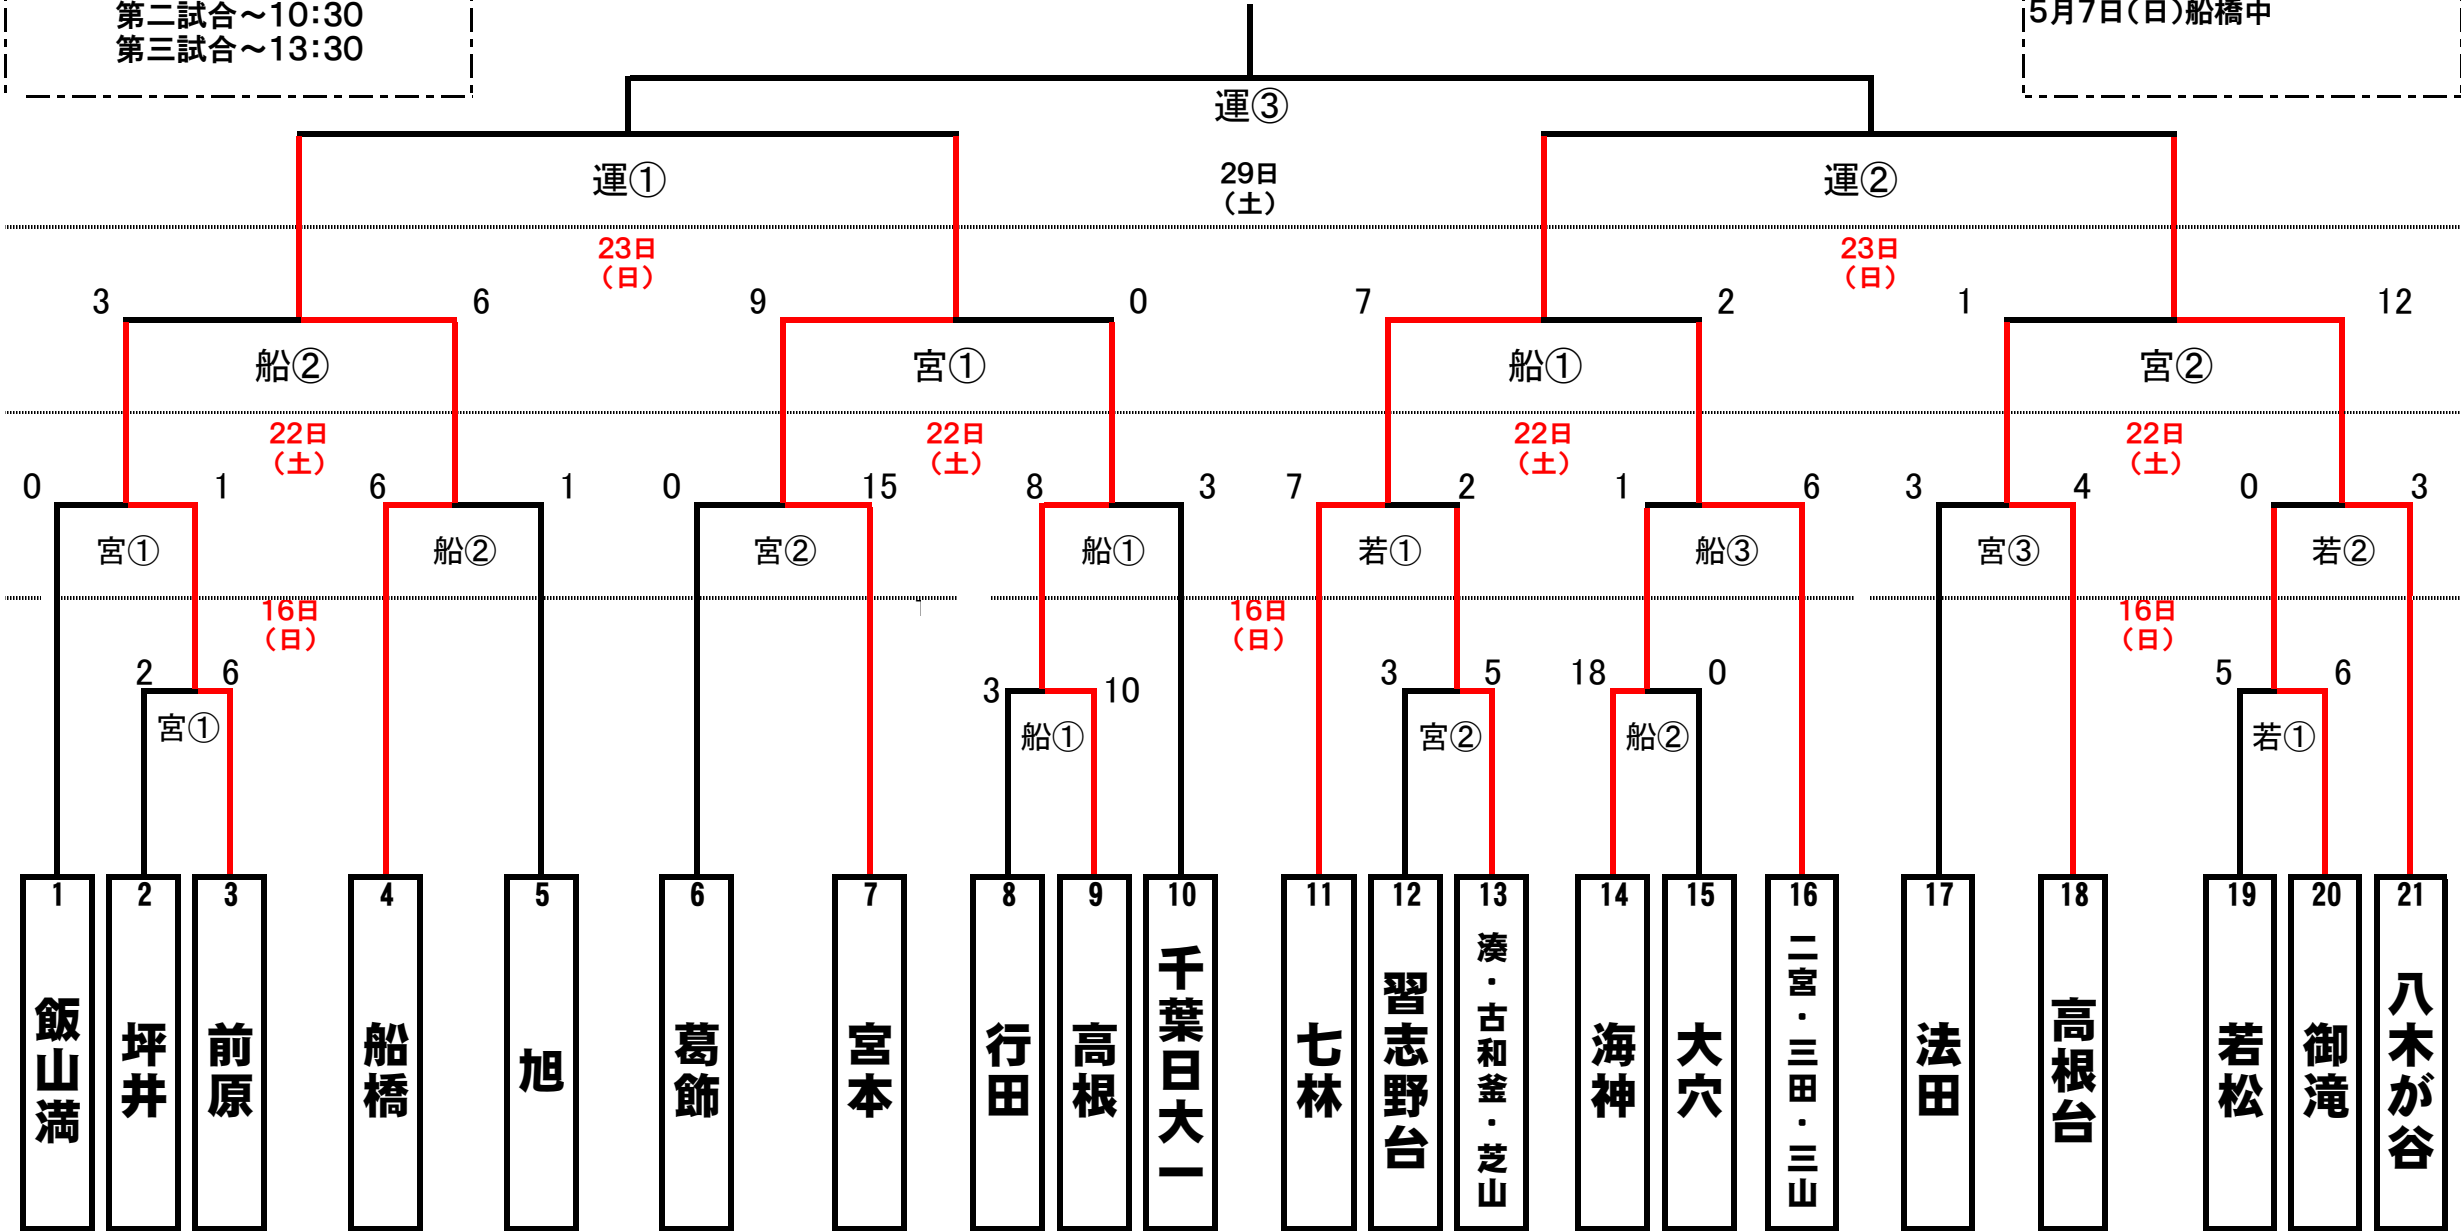 第二試合～10:30
第三試合～13:30
5月7日(日)船橋中
運③
運①
29日
(土)
運②
23日
(日)
23日
(日)
3
6
9
0
7
2
1
12
船②
宮①
船①
宮②
22日
(土)
22日
(土)
22日
(土)
22日
(土)
0
1
6
1
0
15
8
3
7
2
1
6
3
4
0
3
宮①
船②
宮②
船①
若①
船③
宮③
若②
16日
(日)
16日
(日)
16日
(日)
2
6
3
10
3
5
18
0
5
6
宮①
船①
宮②
船②
若①
1
飯山満
2
坪井
3
前原
4
船橋
5
旭
6
葛飾
7
宮本
8
行田
9
高根
10
千葉日大一
11
七林
12
習志野台
13
湊・古和釜・芝山
14
海神
15
大穴
16
二宮・三田・三山
17
法田
18
高根台
19
若松
20
御滝
21
八木が谷